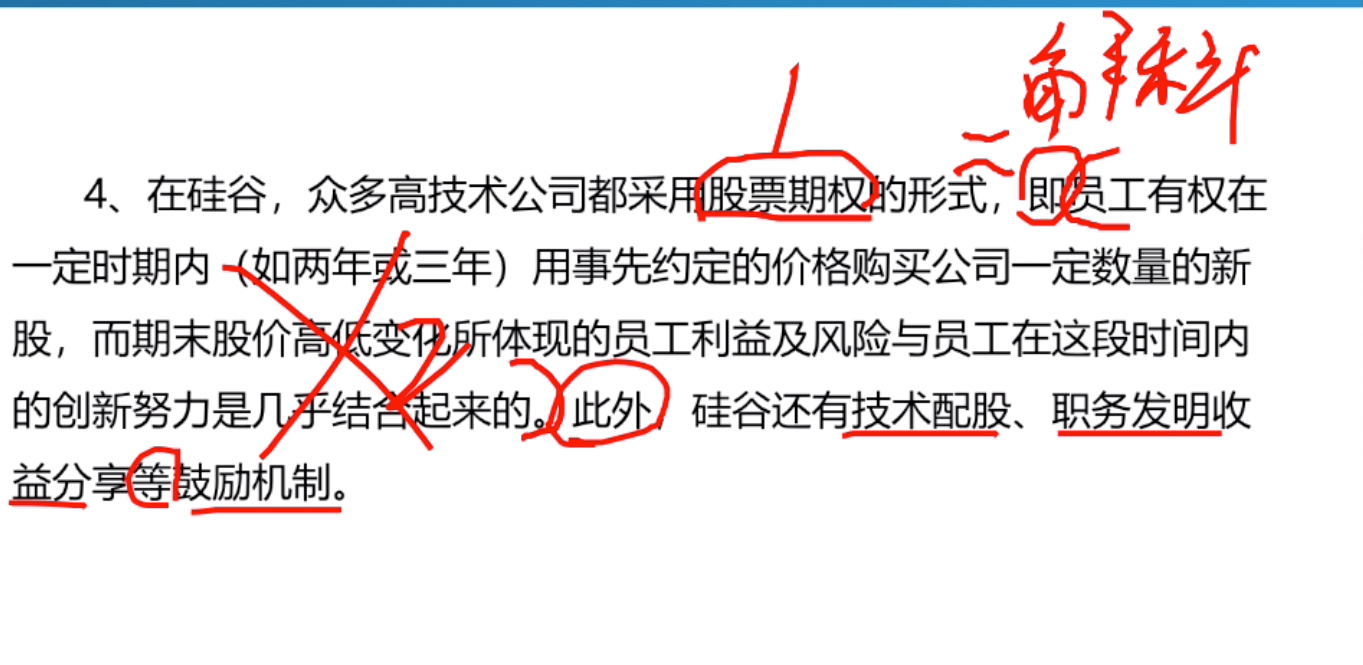 解释
4、在硅谷，众多高技术公司都采用股票期权的形式，即员工有权在
一定时期内（如两年或三年）用事先约定的价格购买公司一定数量的新
股，而期末股价高低变化所体现的员工利益及风险与员工在这段时间内
的创新努力是几乎结合起来的。此外，硅谷还有技术配股、职务发明收
益分享等鼓励机制。